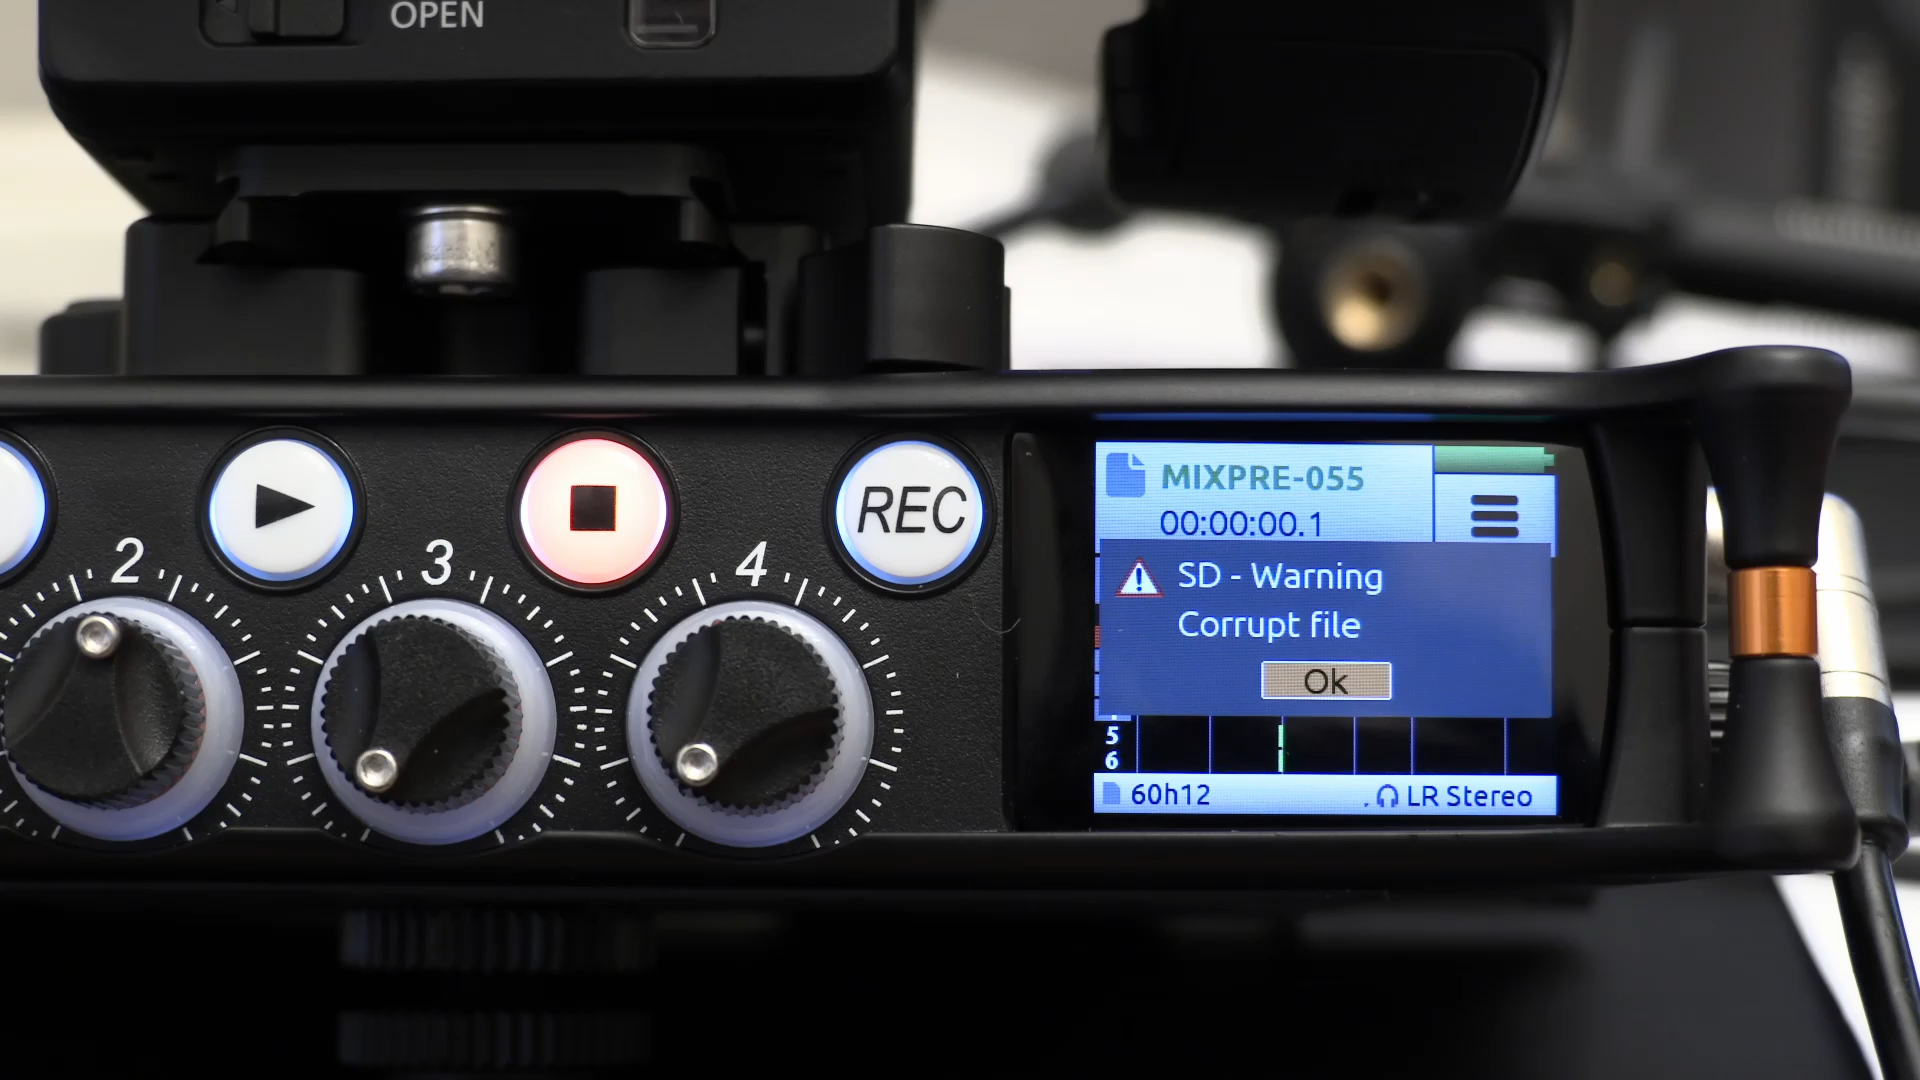 OPEN
REC
2
3
4
MIXPRE-055
00:00:00.1
SD - Warning
Corrupt file
Ok
5
6
60h12
LR Stereo